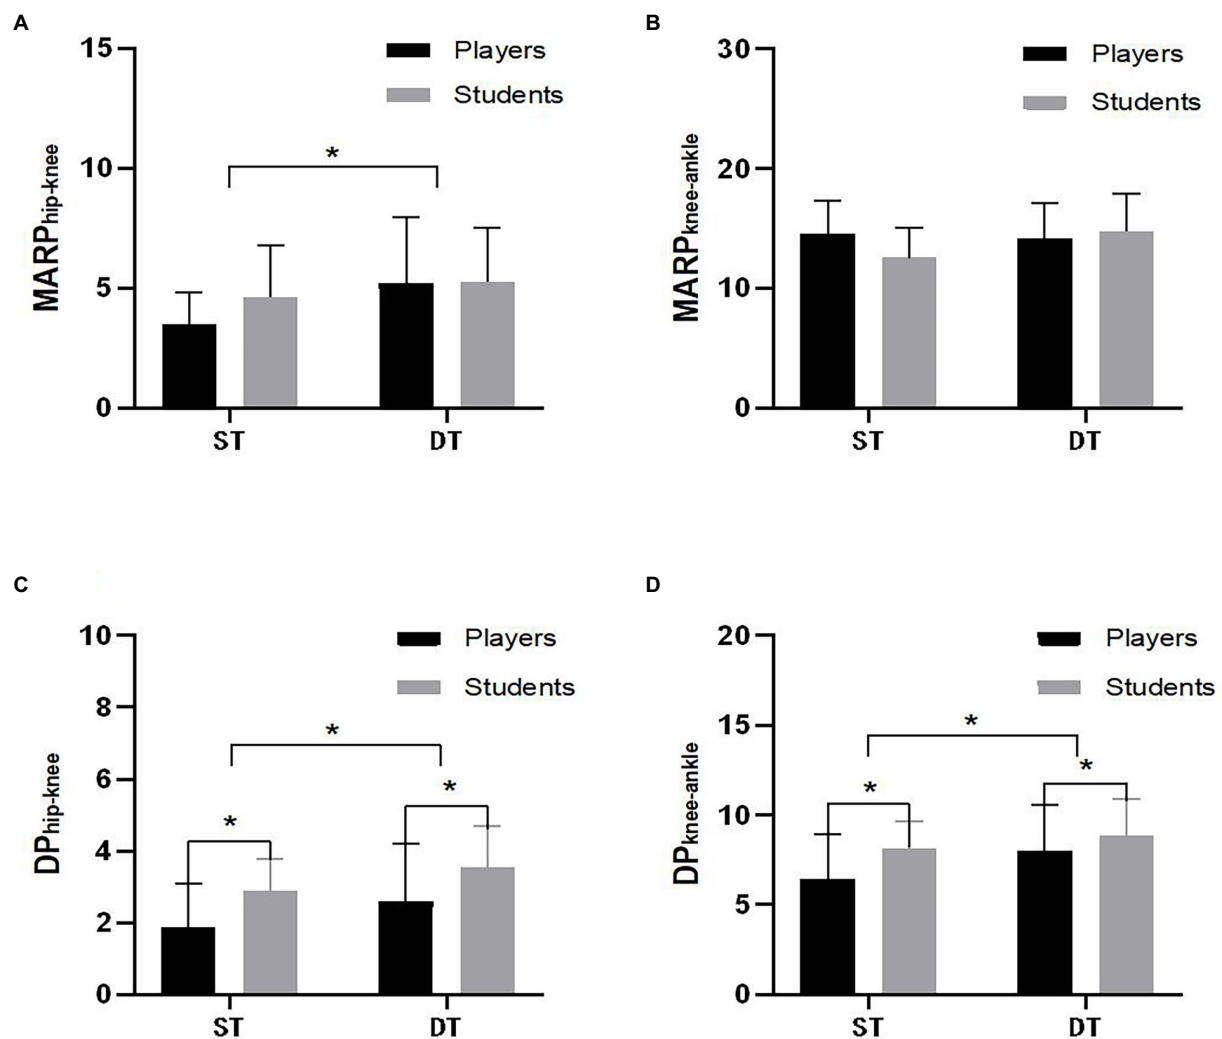 A
15
10
5
0
MARPhip-knee
Players
Students
*
ST DT
B
30
20
10
0
MARPknee-ankle
Players
Students
ST DT
C
10
8
6
4
2
0
DPhip-knee
Players
Students
*
*
*
ST DT
D
20
15
10
5
0
DPknee-ankle
Players
Students
*
*
*
ST DT